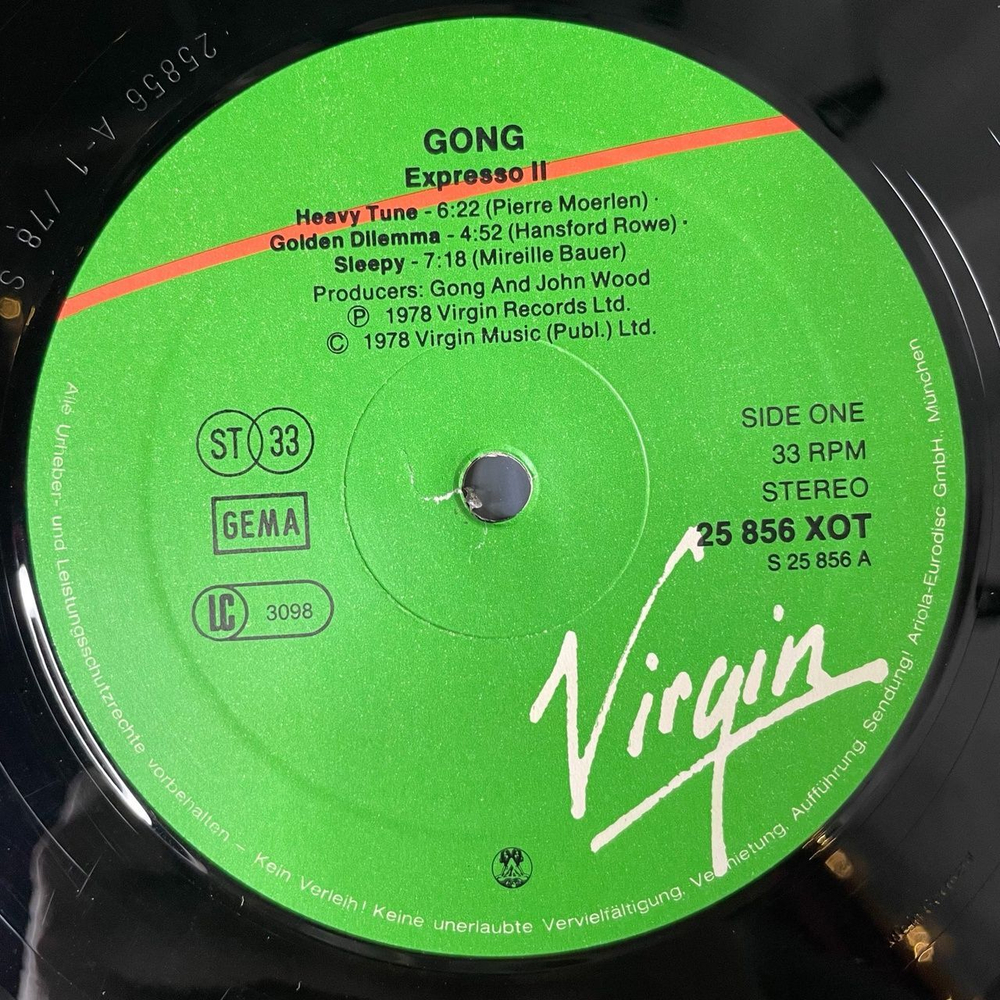 GONG
Expresso II
Heavy Tune - 6:22 (Pierre Moerlen) ·
Golden Dilemma - 4:52 (Hansford Rowe) ·
Sleepy - 7:18 (Mireille Bauer)
Producers: Gong And John Wood
Ⓟ 1978 Virgin Records Ltd.
© 1978 Virgin Music (Publ.) Ltd.
ST 33
GEMA
LC 3098
SIDE ONE
33 RPM
STEREO
25 856 XOT
S 25 856 A
Virgin
Alle Urheber- und Leistungsschutzrechte vorbehalten – Kein Verleih! Keine unerlaubte Vervielfältigung, Vermietung, Aufführung, Sendung! Ariola-Eurodisc GmbH., München
25856 A-1 /78 S